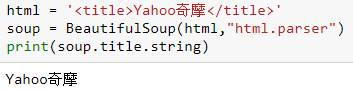 html = '<title>Yahoo奇摩</title>'
soup = BeautifulSoup(html,"html.parser")
print(soup.title.string)
Yahoo奇摩